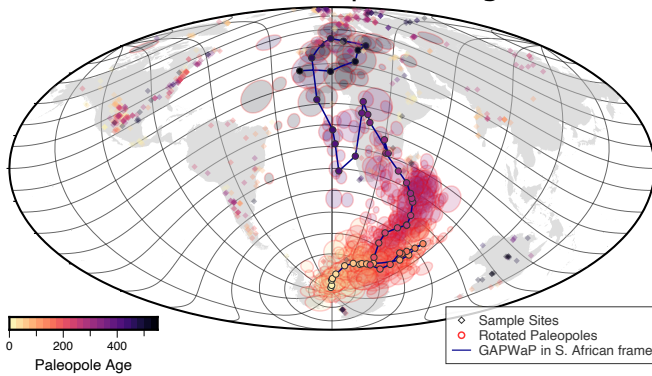 0 200 400
Paleopole Age
Sample Sites
Rotated Paleopoles
GAPWaP in S. African frame